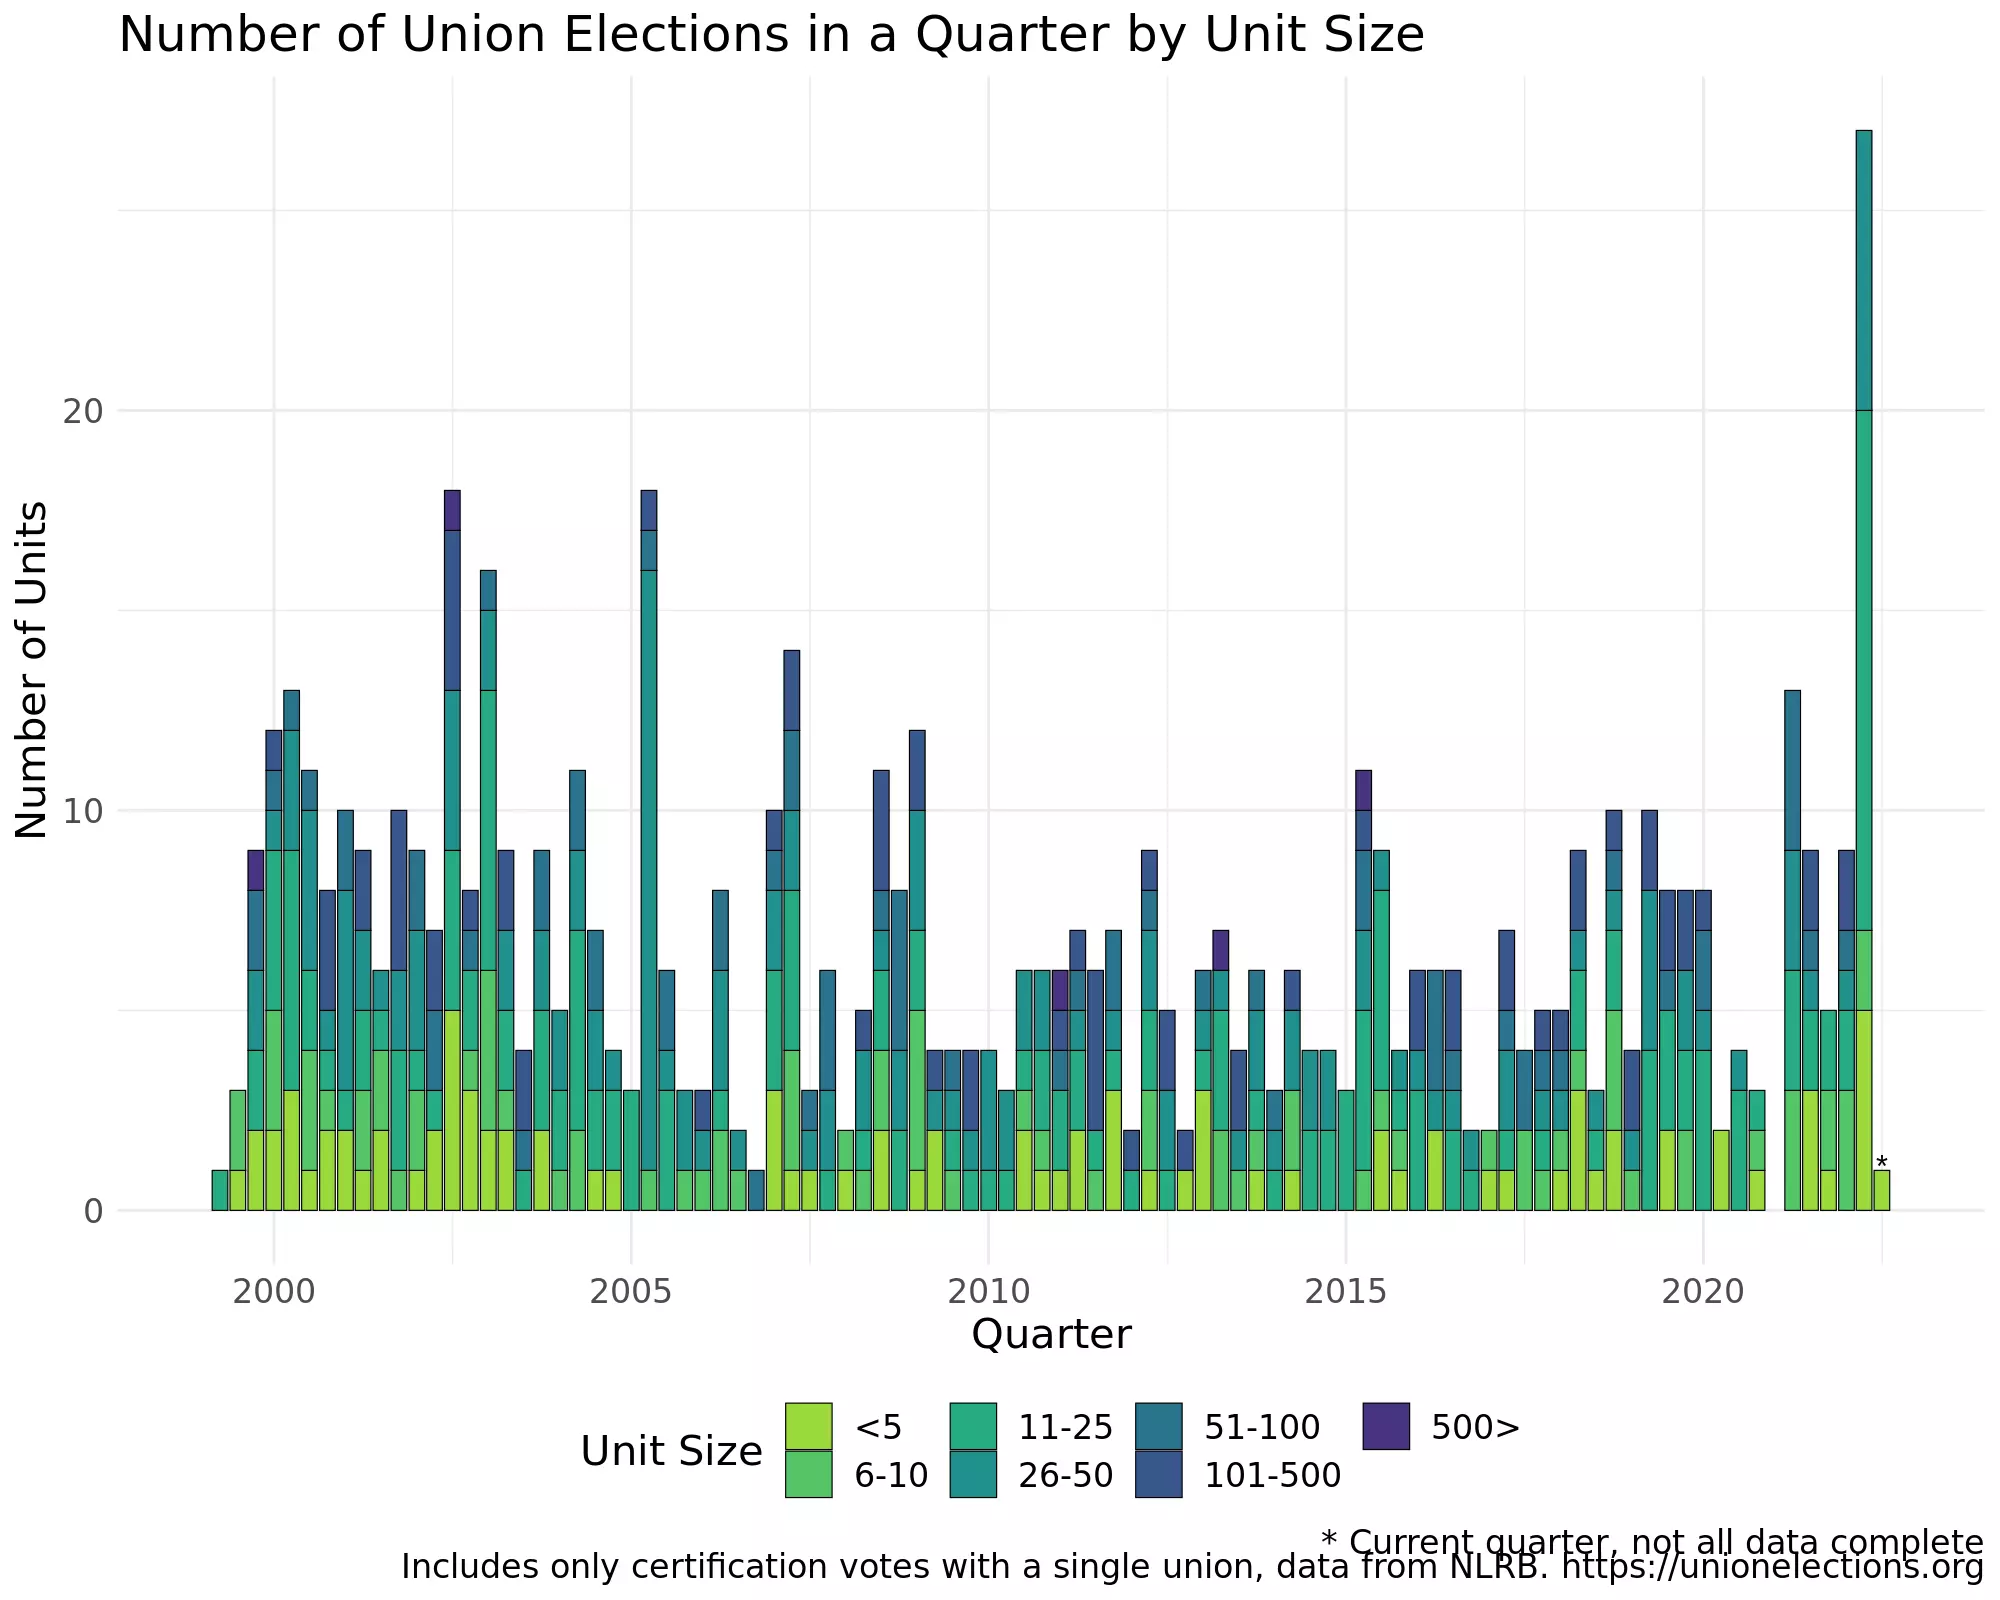 Number of Union Elections in a Quarter by Unit Size
Number of Units
20
10
0
*
2000 2005 2010 2015 2020
Quarter
Unit Size
<5 11-25 51-100 500>
6-10 26-50 101-500
* Current quarter, not all data complete
Includes only certification votes with a single union, data from NLRB. https://unionelections.org